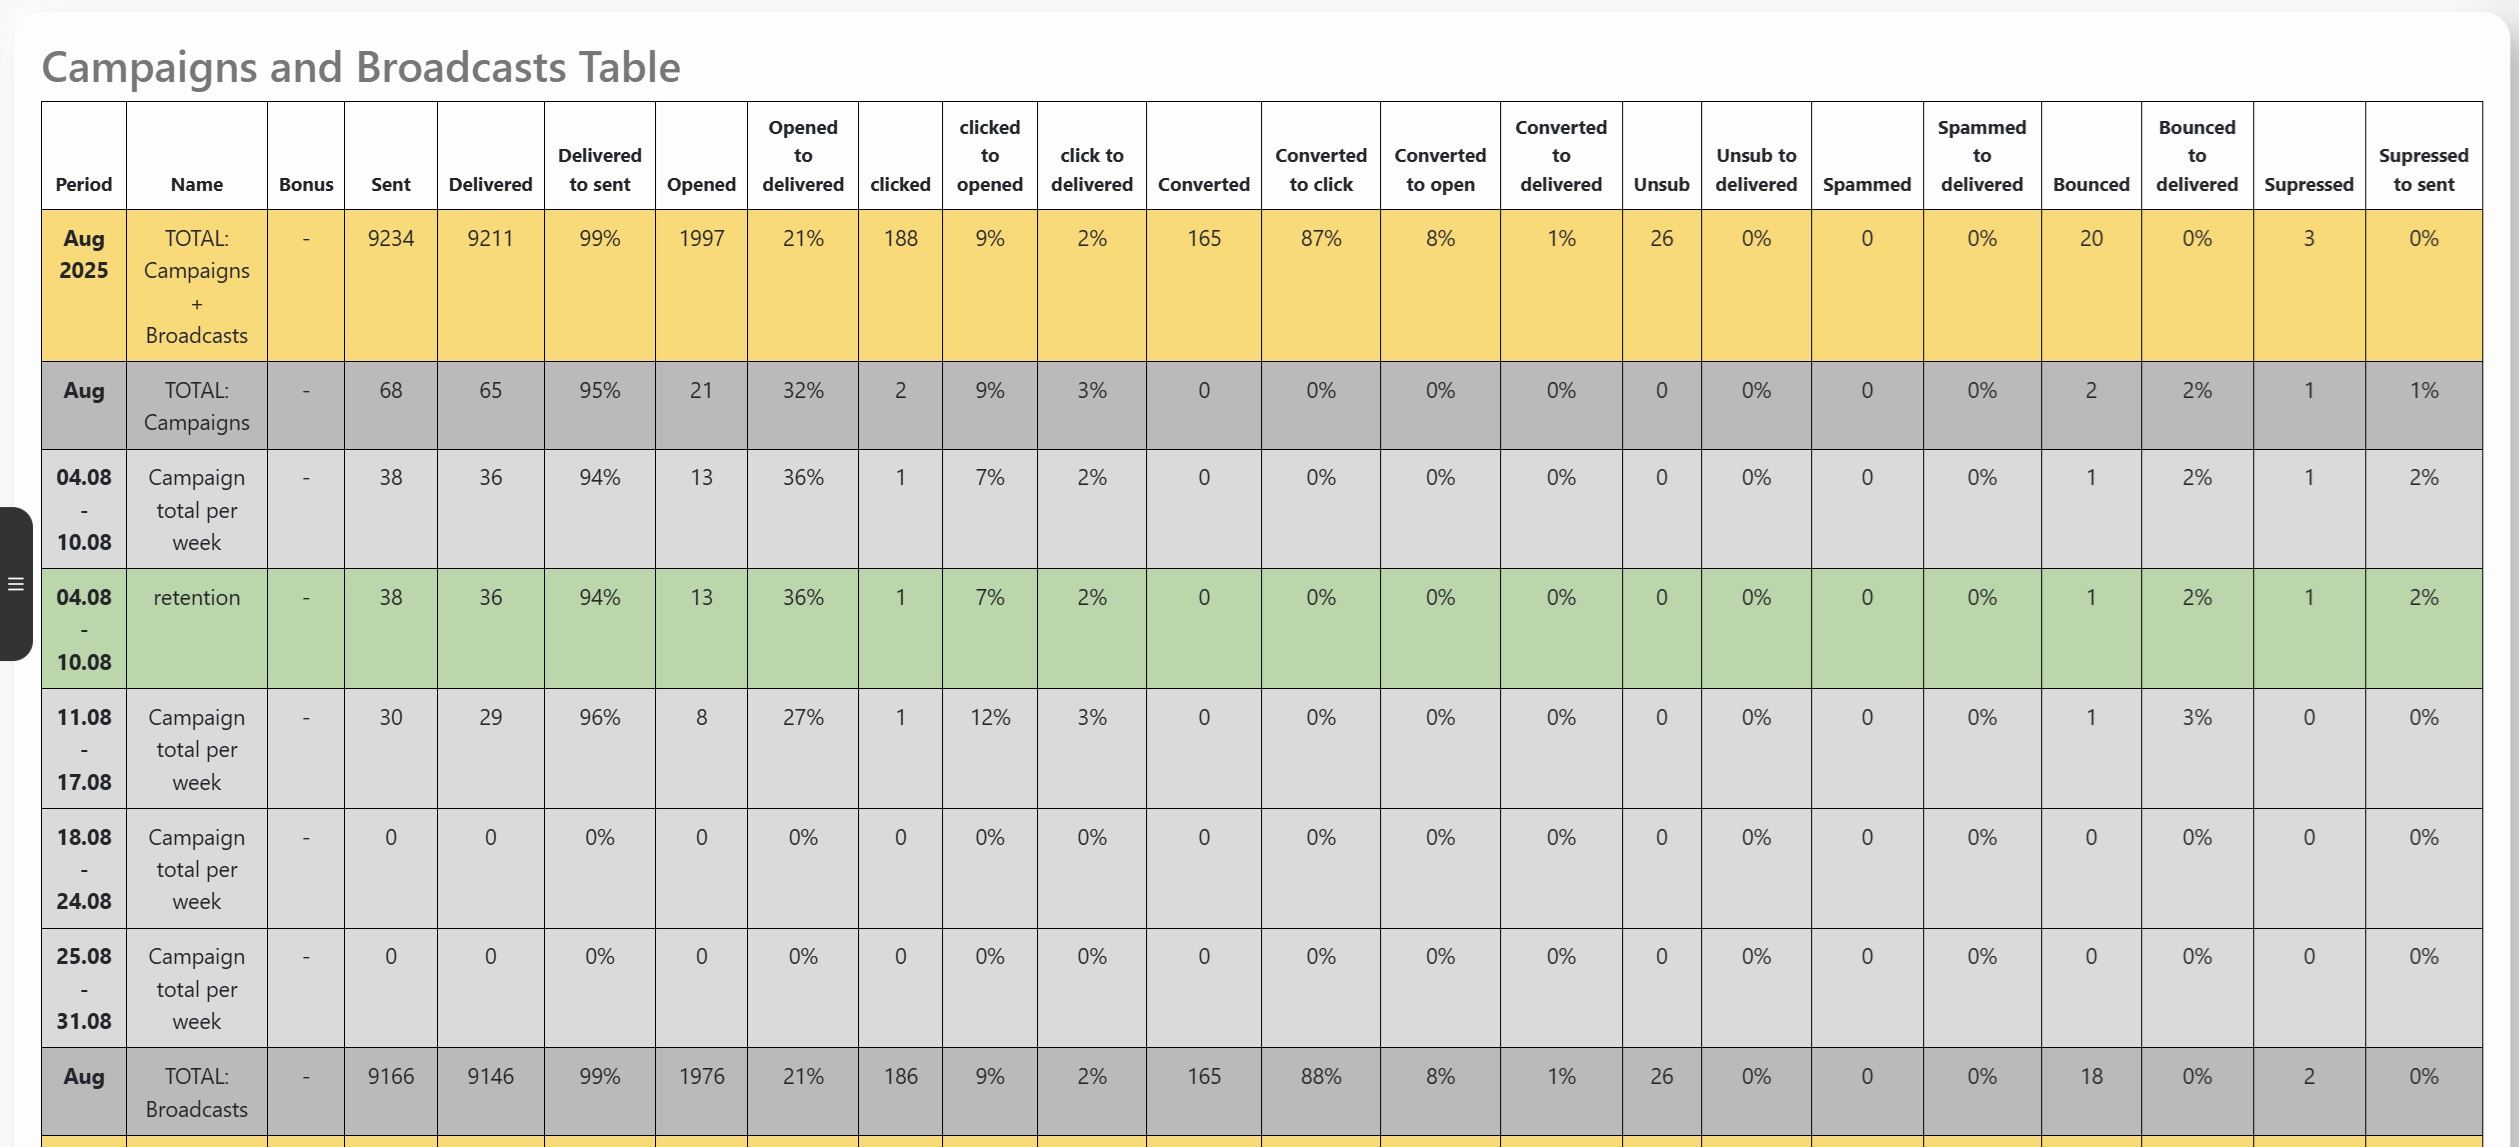 Campaigns and Broadcasts Table
Period Name Bonus Sent Delivered Delivered to sent Opened Opened to delivered clicked clicked to opened click to delivered Converted Converted to click Converted to open Converted to delivered Unsub Unsub to delivered Spammed Spammed to delivered Bounced Bounced to delivered Supressed Supressed to sent
Aug 2025 TOTAL: Campaigns + Broadcasts - 9234 9211 99% 1997 21% 188 9% 2% 165 87% 8% 1% 26 0% 0 0% 20 0% 3 0%
Aug TOTAL: Campaigns - 68 65 95% 21 32% 2 9% 3% 0 0% 0% 0% 0 0% 0 0% 2 2% 1 1%
04.08 - 10.08 Campaign total per week - 38 36 94% 13 36% 1 7% 2% 0 0% 0% 0% 0 0% 0 0% 1 2% 1 2%
04.08 - 10.08 retention - 38 36 94% 13 36% 1 7% 2% 0 0% 0% 0% 0 0% 0 0% 1 2% 1 2%
11.08 - 17.08 Campaign total per week - 30 29 96% 8 27% 1 12% 3% 0 0% 0% 0% 0 0% 0 0% 1 3% 0 0%
18.08 - 24.08 Campaign total per week - 0 0 0% 0 0% 0 0% 0% 0 0% 0% 0% 0 0% 0 0% 0 0% 0 0%
25.08 - 31.08 Campaign total per week - 0 0 0% 0 0% 0 0% 0% 0 0% 0% 0% 0 0% 0 0% 0 0% 0 0%
Aug TOTAL: Broadcasts - 9166 9146 99% 1976 21% 186 9% 2% 165 88% 8% 1% 26 0% 0 0% 18 0% 2 0%